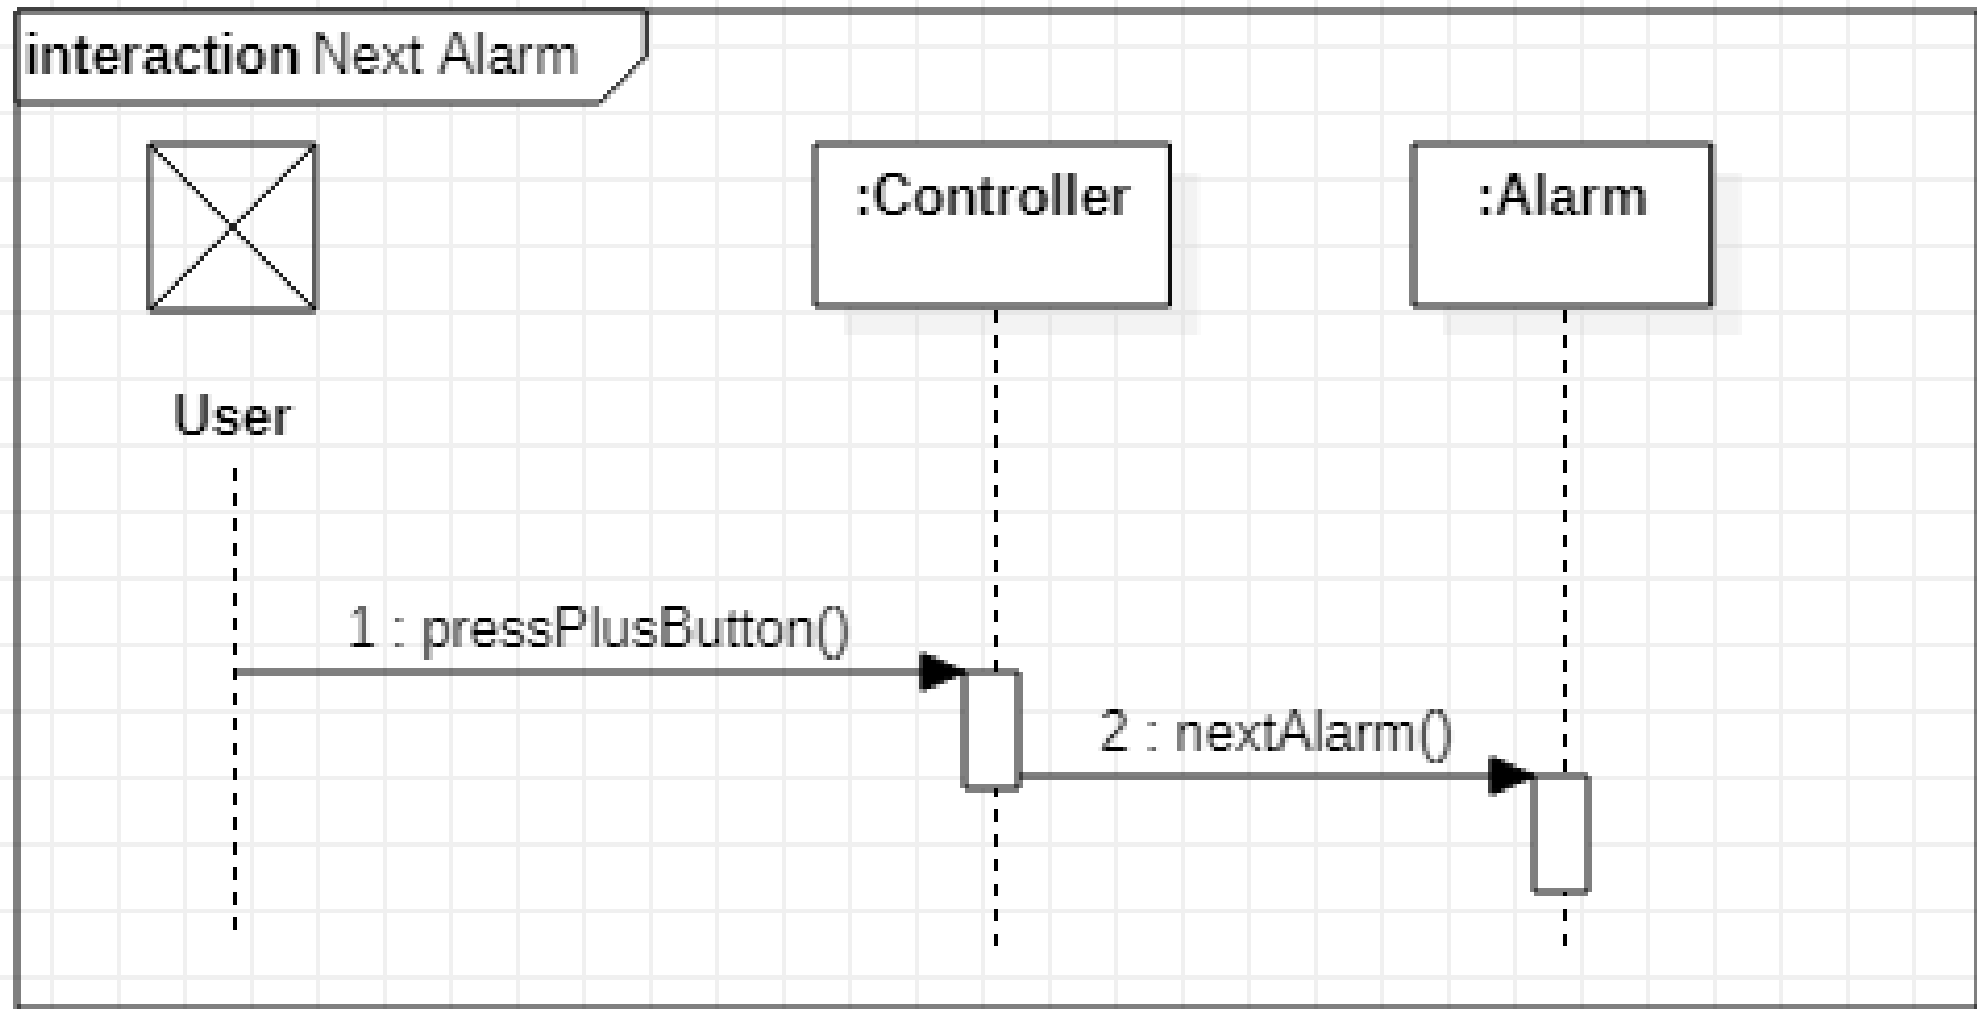 interaction Next Alarm
:Controller
:Alarm
User
1 : pressPlusButton()
2 : nextAlarm()